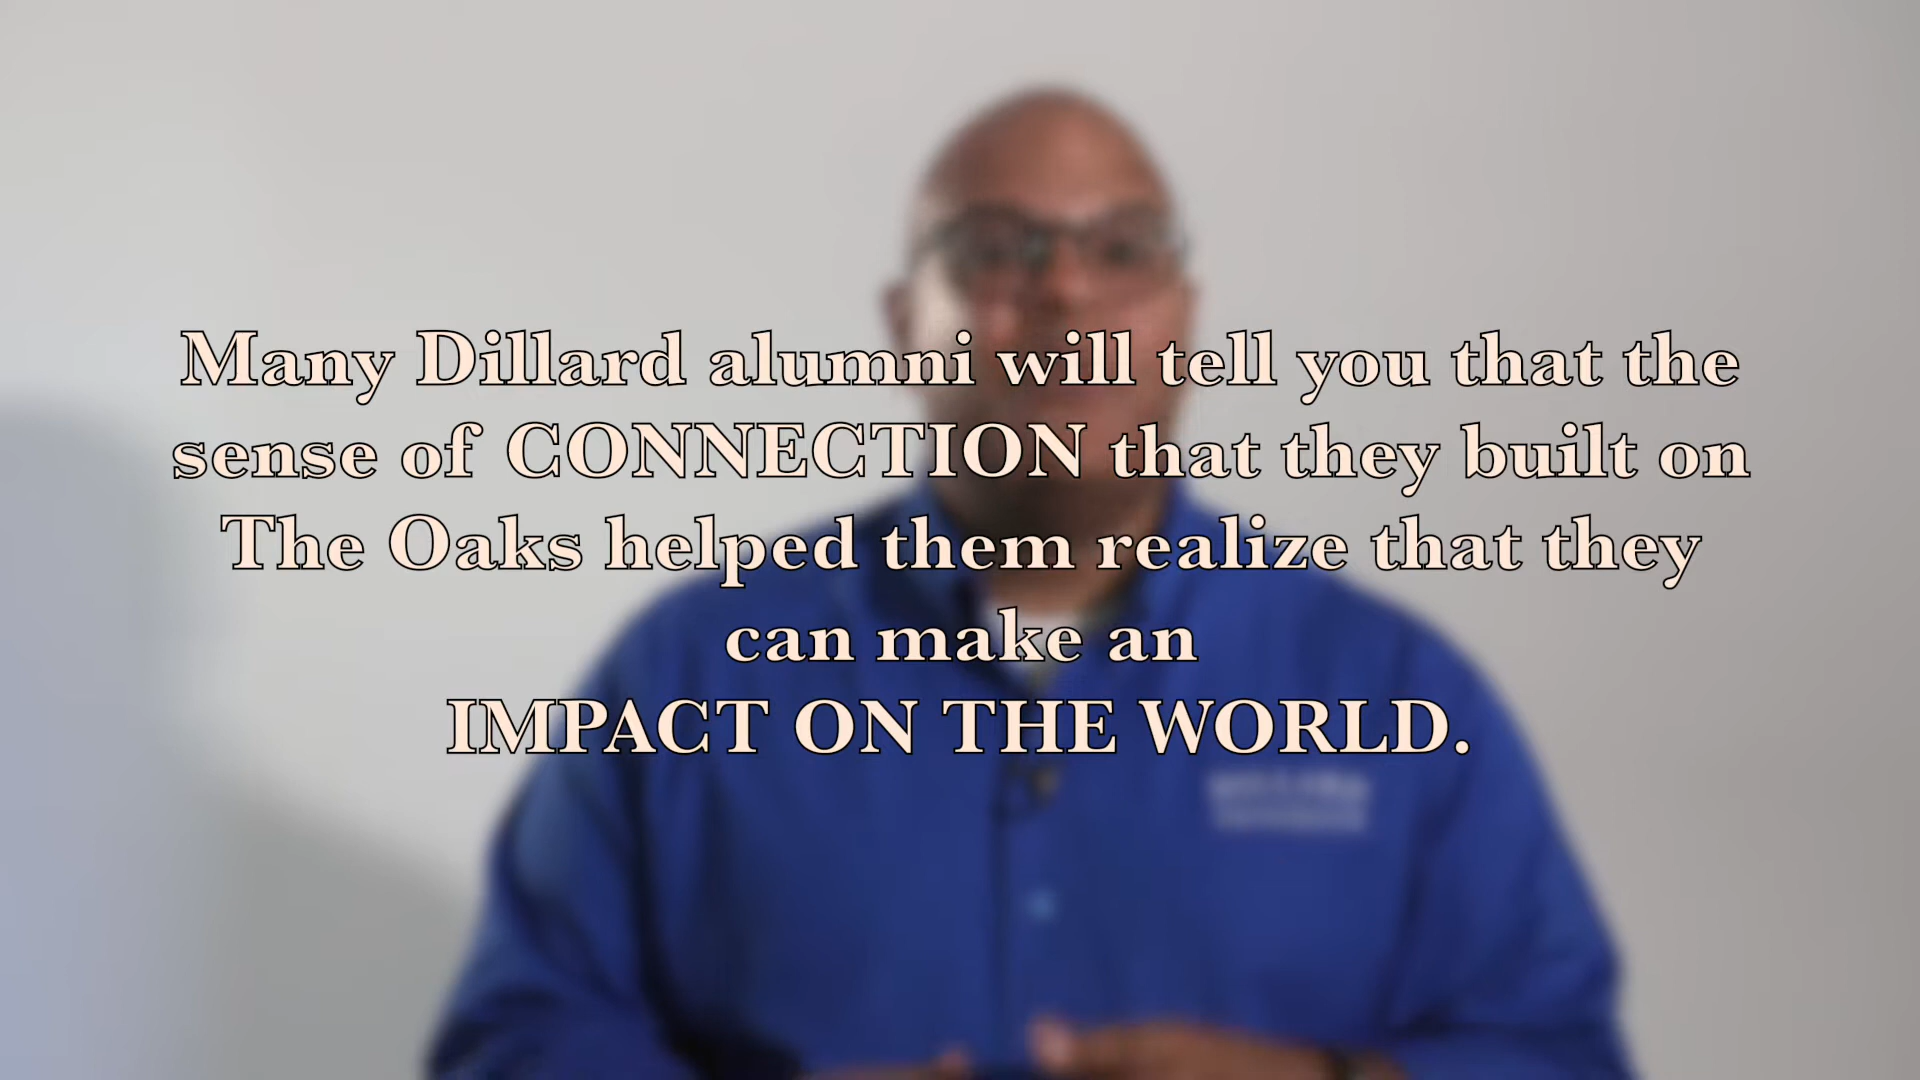 Many Dillard alumni will tell you that the
sense of CONNECTION that they built on
The Oaks helped them realize that they
can make an
IMPACT ON THE WORLD.